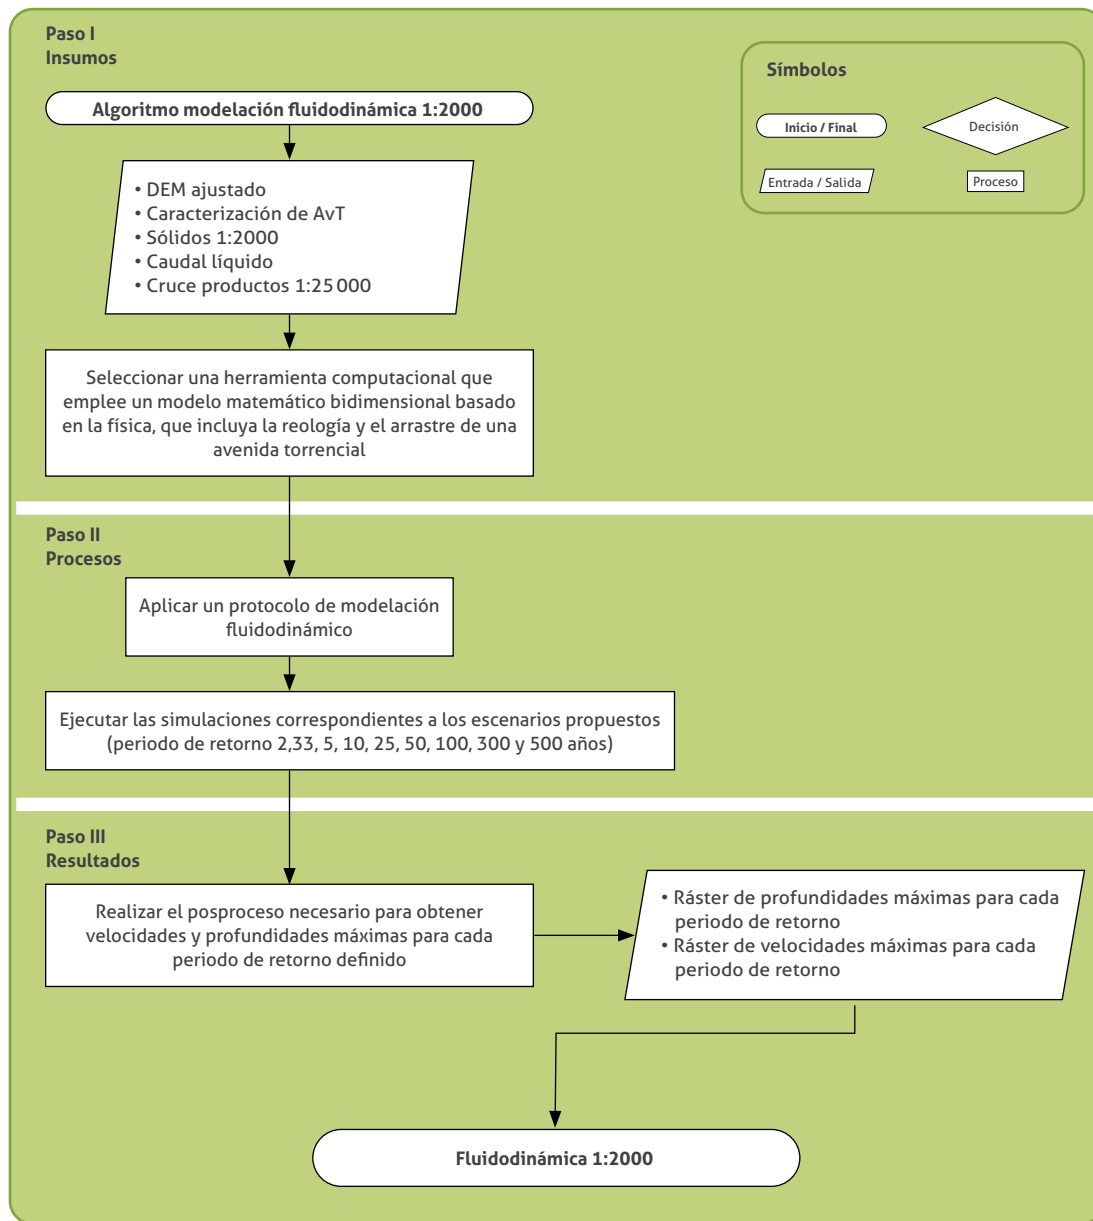 Paso I
Insumos
Símbolos
Inicio / Final
Decisión
Entrada / Salida
Proceso
Algoritmo modelación fluidodinámica 1:2000
• DEM ajustado
• Caracterización de AvT
• Sólidos 1:2000
• Caudal líquido
• Cruce productos 1:25 000
Seleccionar una herramienta computacional que
emplee un modelo matemático bidimensional basado
en la física, que incluya la reología y el arrastre de una
avenida torrencial
Paso II
Procesos
Aplicar un protocolo de modelación
fluidodinámico
Ejecutar las simulaciones correspondientes a los escenarios propuestos
(periodo de retorno 2,33, 5, 10, 25, 50, 100, 300 y 500 años)
Paso III
Resultados
Realizar el posproceso necesario para obtener
velocidades y profundidades máximas para cada
periodo de retorno definido
• Ráster de profundidades máximas para cada
periodo de retorno
• Ráster de velocidades máximas para cada
periodo de retorno
Fluidodinámica 1:2000